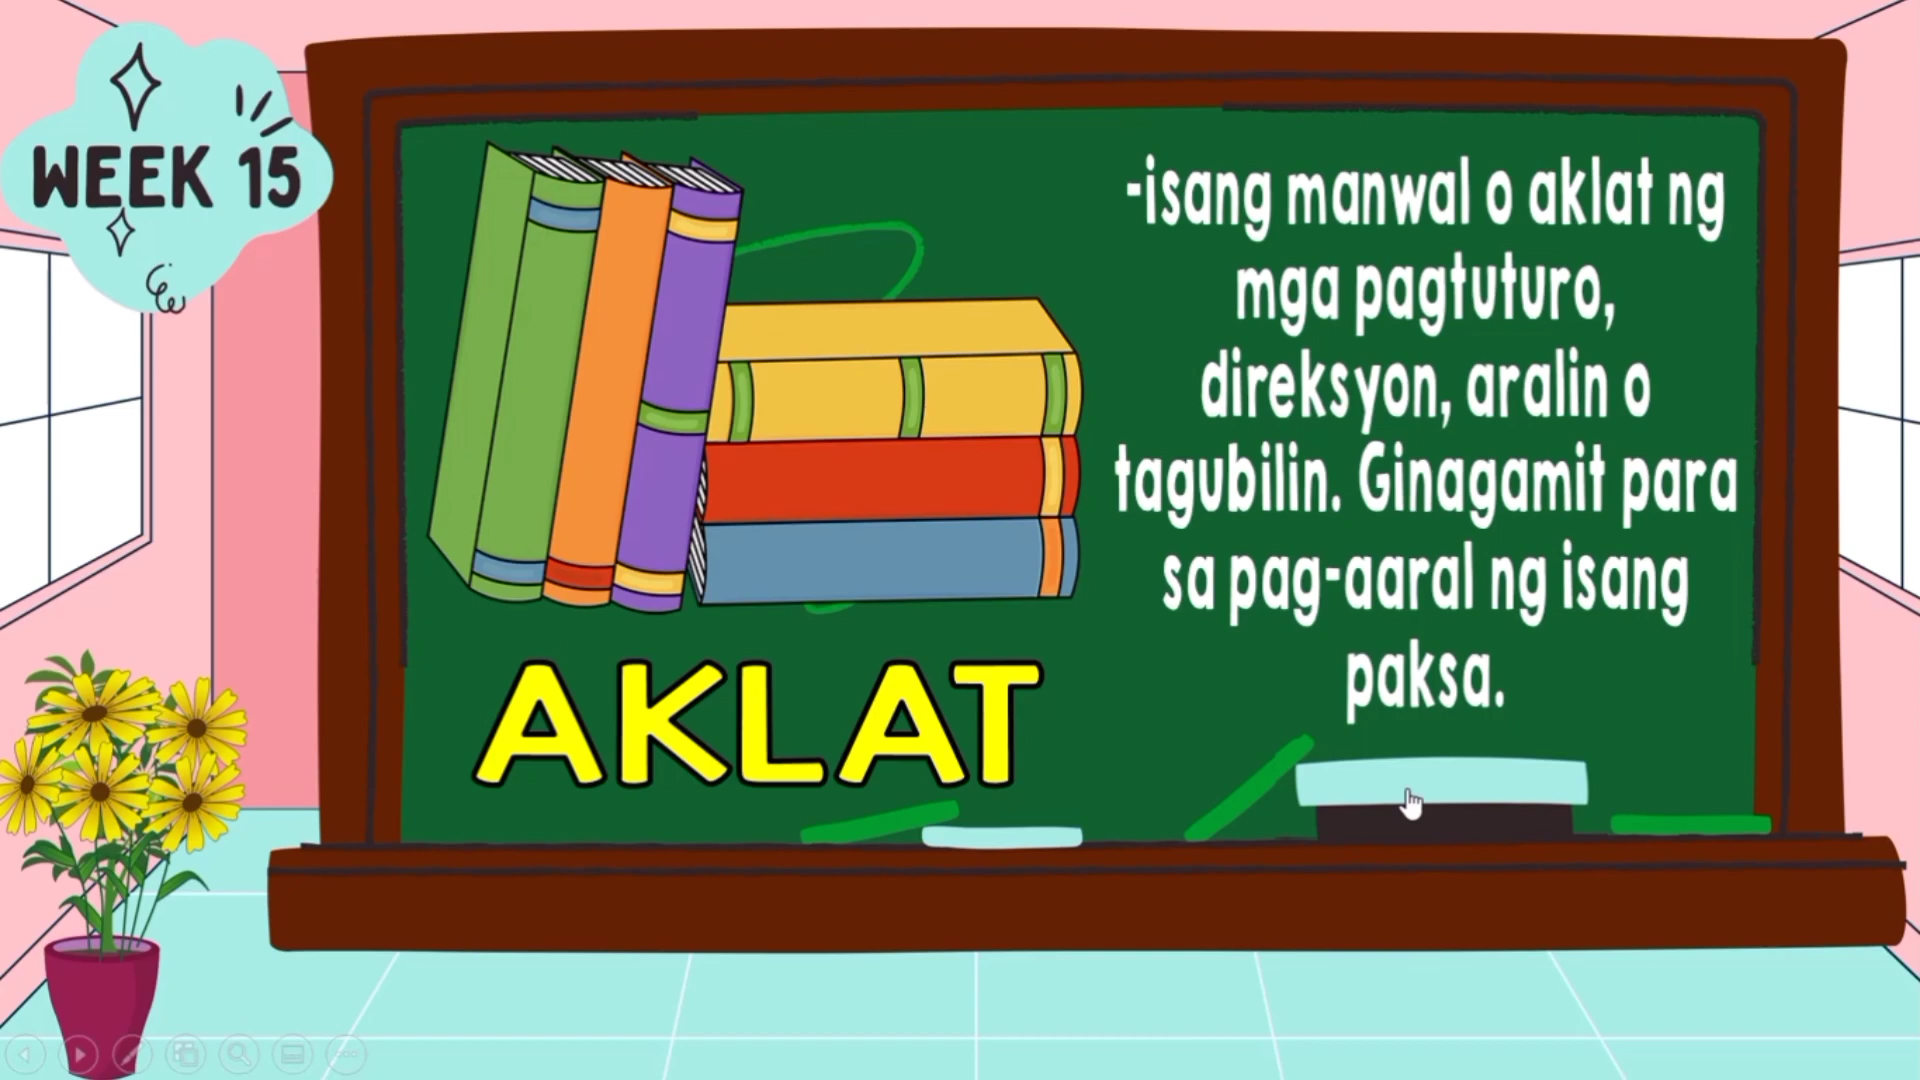 WEEK 15
-isang manwal o aklat ng
mga pagtuturo,
direksyon, aralin o
tagubilin. Ginagamit para
sa pag-aaral ng isang
paksa.
AKLAT